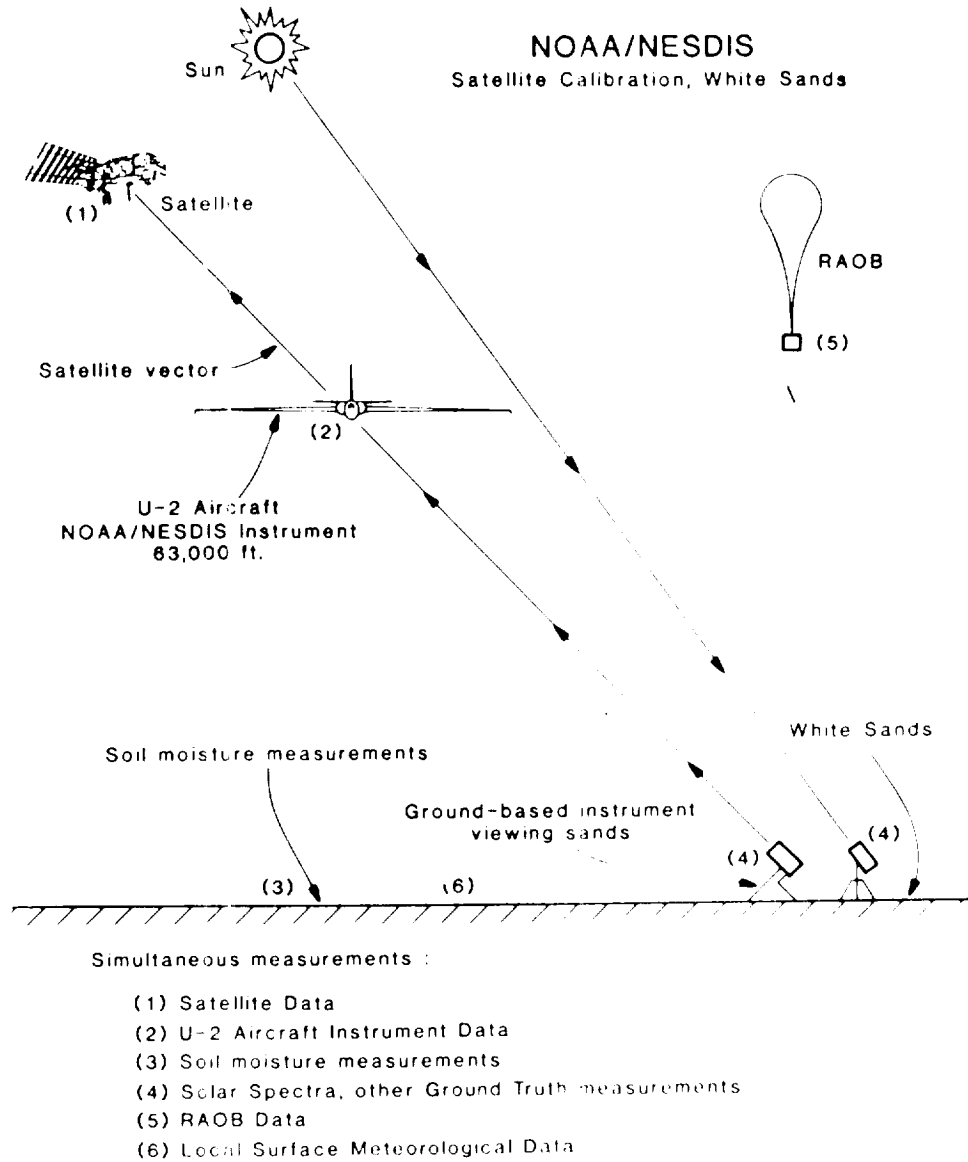 NOAA/NESDIS
Satellite Calibration, White Sands
Sun
(1)
Satellite
RAOB
(5)
Satellite vector
(2)
U-2 Aircraft
NOAA/NESDIS Instrument
63,000 ft.
Soil moisture measurements
White Sands
Ground-based instrument
viewing sands
(4)
(4)
(3)
(6)
Simultaneous measurements :
(1) Satellite Data
(2) U-2 Aircraft Instrument Data
(3) Soil moisture measurements
(4) Solar Spectra, other Ground Truth measurements
(5) RAOB Data
(6) Local Surface Meteorological Data